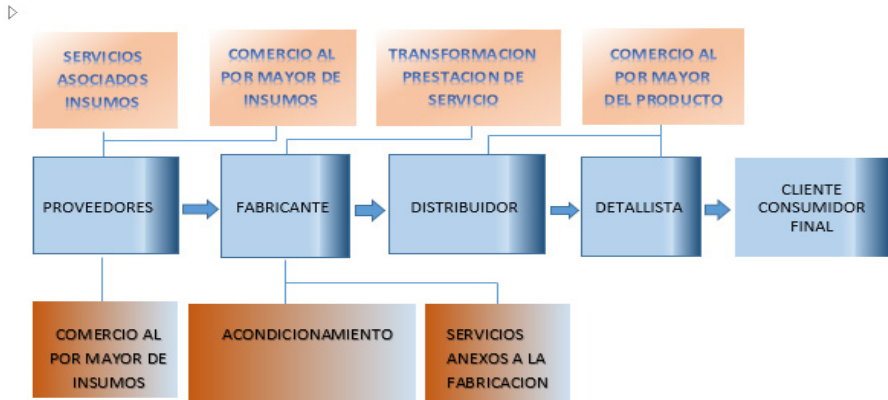 SERVICIOS
ASOCIADOS
INSUMOS
COMERCIO AL
POR MAYOR DE
INSUMOS
TRANSFORMACION
PRESTACION DE
SERVICIO
COMERCIO AL
POR MAYOR
DEL PRODUCTO
PROVEEDORES
FABRICANTE
DISTRIBUIDOR
DETALLISTA
CLIENTE
CONSUMIDOR
FINAL
COMERCIO AL
POR MAYOR DE
INSUMOS
ACONDICIONAMIENTO
SERVICIOS
ANEXOS A LA
FABRICACION